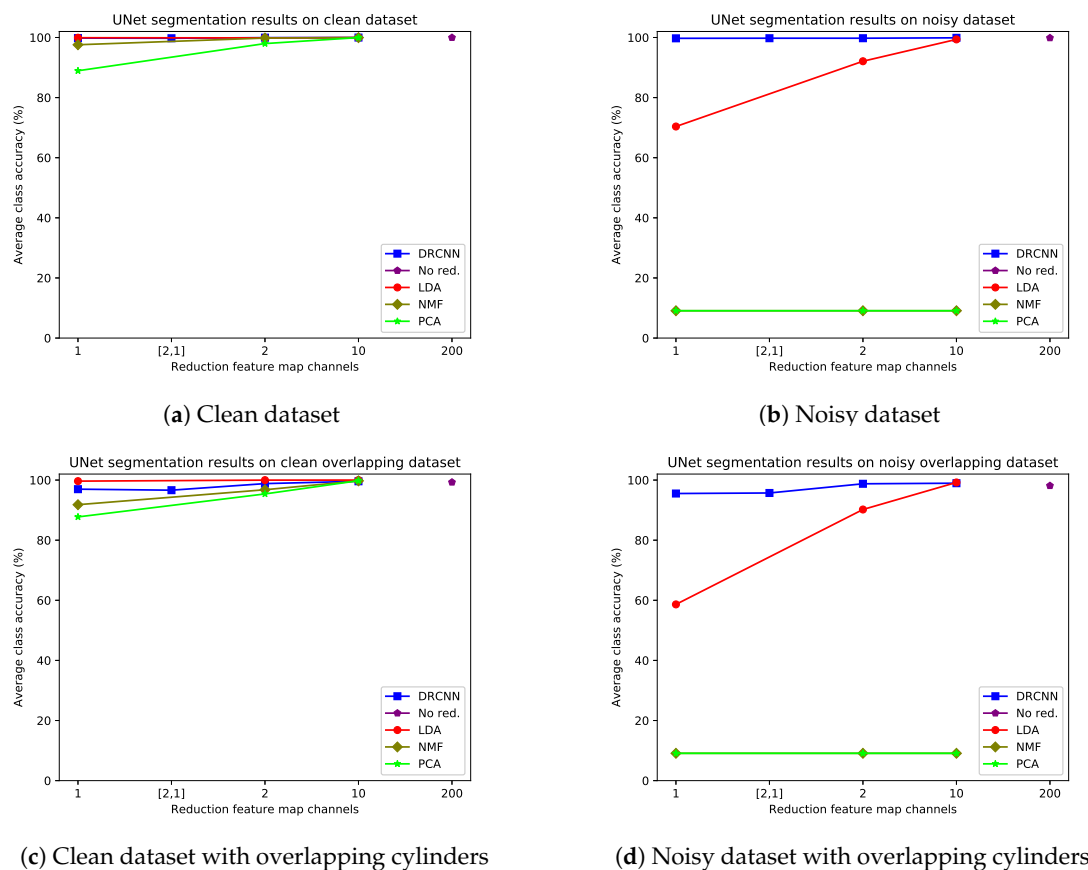 UNet segmentation results on clean dataset
Average class accuracy (%)
100
80
60
40
20
0
DRCNN
No red.
LDA
NMF
PCA
1 [2,1] 2 10 200
Reduction feature map channels
(a) Clean dataset
UNet segmentation results on noisy dataset
Average class accuracy (%)
100
80
60
40
20
0
DRCNN
No red.
LDA
NMF
PCA
1 [2,1] 2 10 200
Reduction feature map channels
(b) Noisy dataset
UNet segmentation results on clean overlapping dataset
Average class accuracy (%)
100
80
60
40
20
0
DRCNN
No red.
LDA
NMF
PCA
1 [2,1] 2 10 200
Reduction feature map channels
(c) Clean dataset with overlapping cylinders
UNet segmentation results on noisy overlapping dataset
Average class accuracy (%)
100
80
60
40
20
0
DRCNN
No red.
LDA
NMF
PCA
1 [2,1] 2 10 200
Reduction feature map channels
(d) Noisy dataset with overlapping cylinders